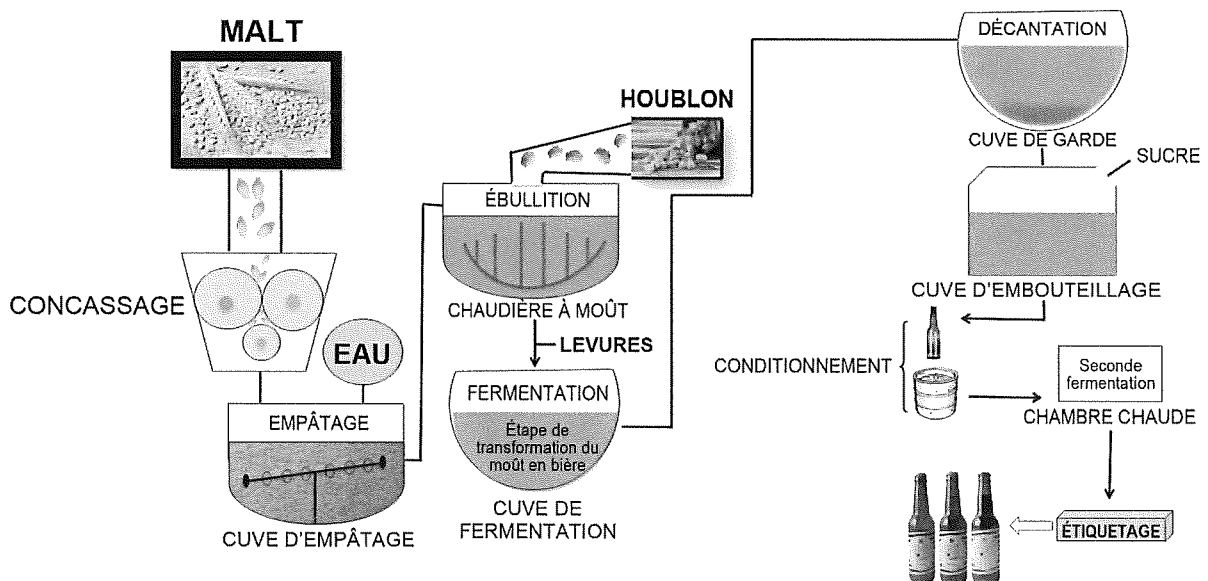 MALT
CONCASSAGE
EAU
EMPÂTAGE
CUVE D'EMPÂTAGE
HOUBLON
ÉBULLITION
CHAUDIÈRE À MOÛT
LEVURES
FERMENTATION
Étape de
transformation du
moût en bière
CUVE DE
FERMENTATION
DÉCANTATION
CUVE DE GARDE
SUCRE
CUVE D'EMBOUTEILLAGE
CONDITIONNEMENT
Seconde
fermentation
CHAMBRE CHAUDE
ÉTIQUETAGE